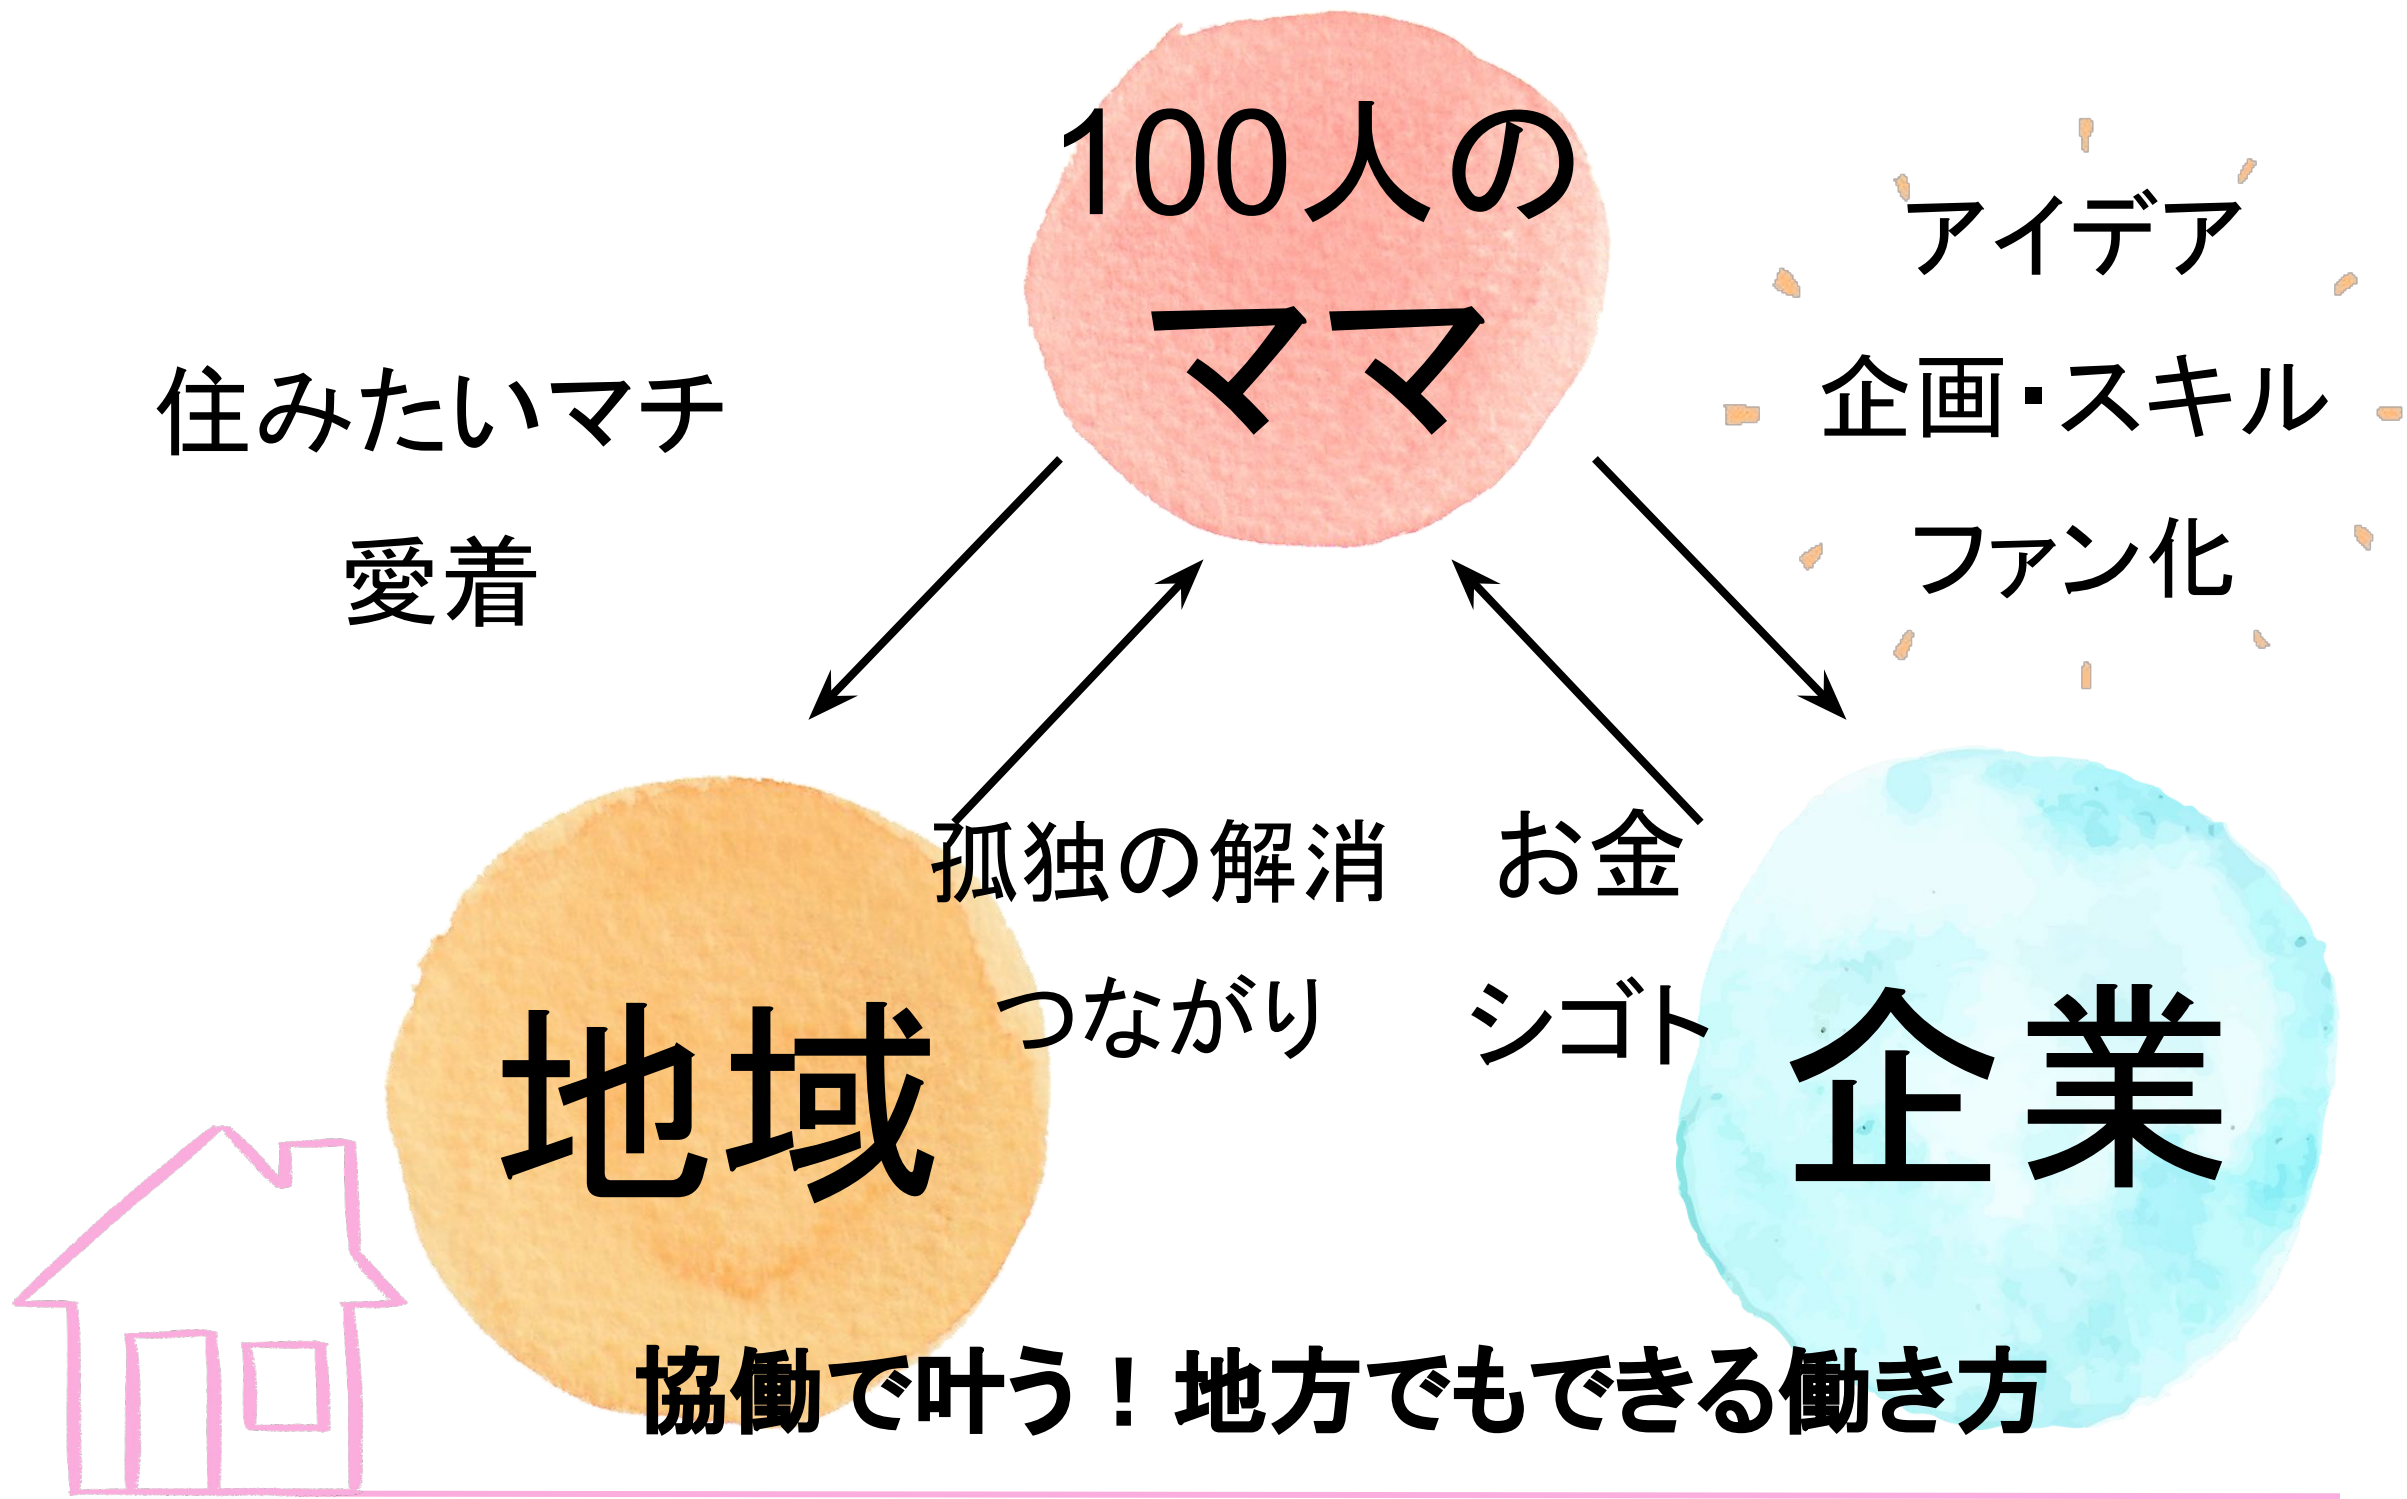 100人の
ママ
住みたいマチ
愛着
アイデア
企画・スキル
ファン化
孤独の解消
つながり
お金
シゴト
地域
企業
協働で叶う！地方でもできる働き方